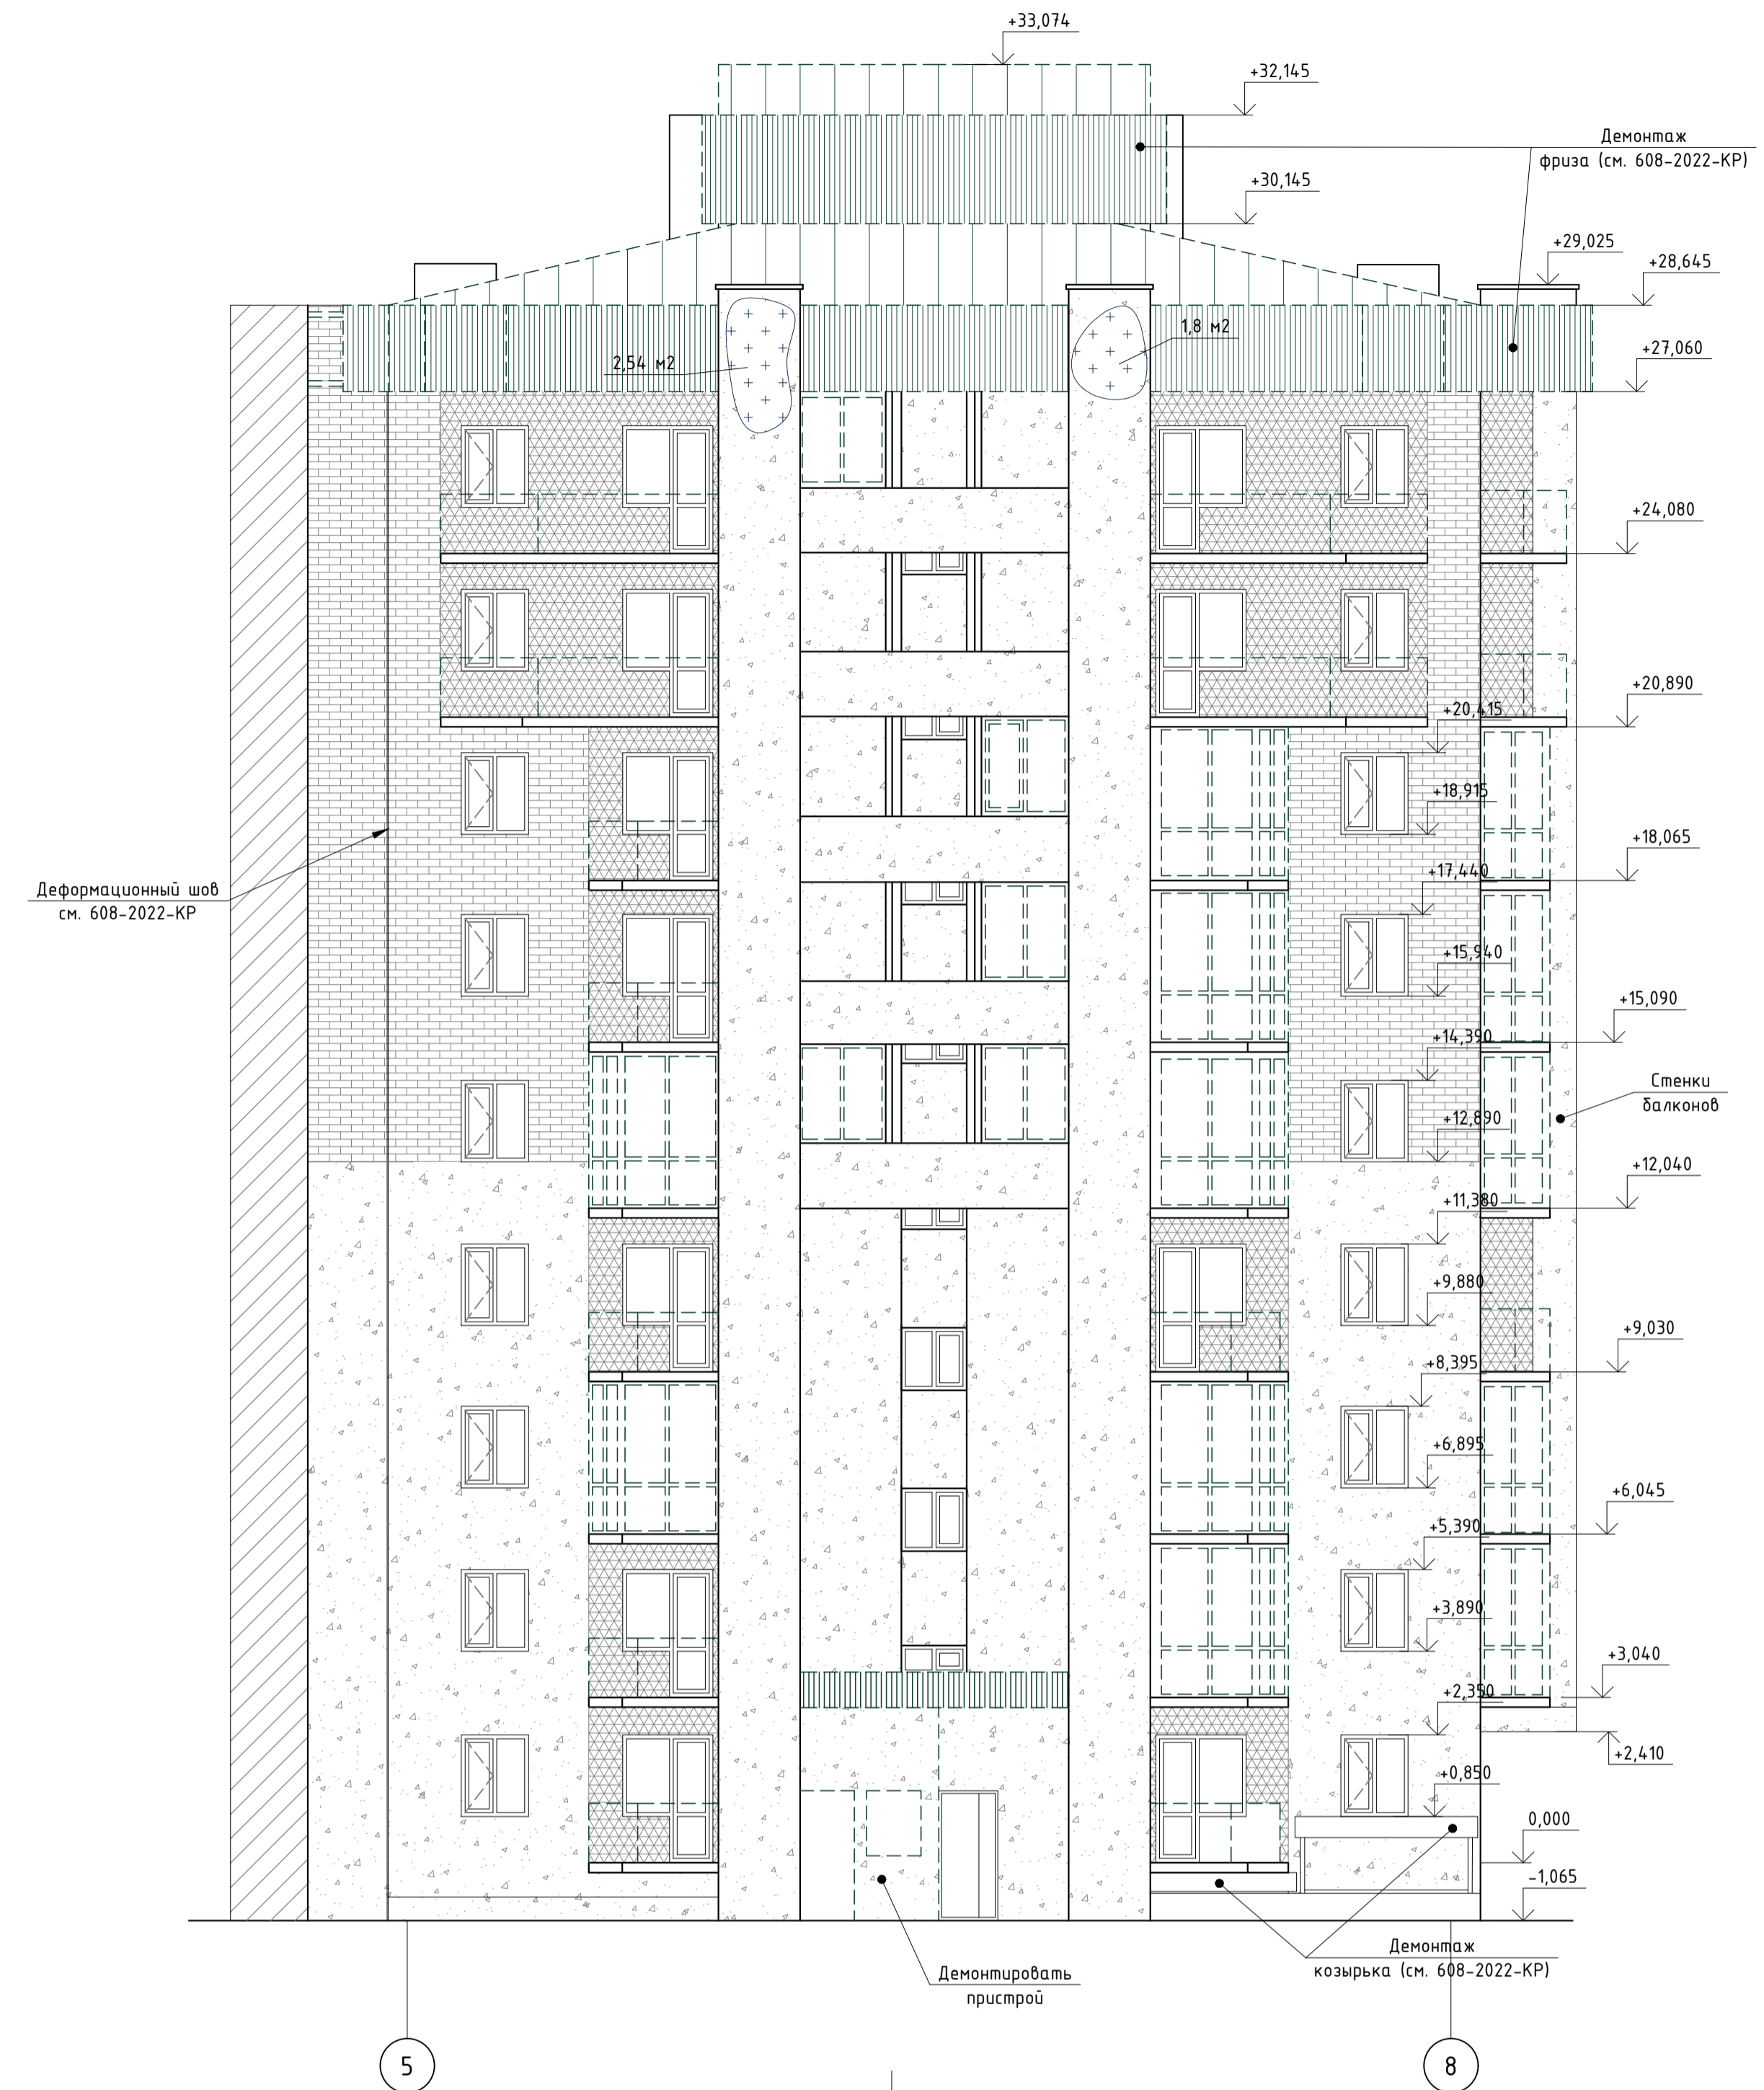 +33,074
+32,145
Демонтаж
фриза (см. 608-2022-КР)
+30,145
+29,025
+28,645
1,8 м2
2,54 м2
+27,060
+24,080
+20,890
+20,415
+18,915
+18,065
+17,440
Деформационный шов
см. 608-2022-КР
+15,940
+15,090
+14,390
Стенки
балконов
+12,890
+12,040
+11,380
+9,880
+9,030
+8,395
+6,895
+6,045
+5,390
+3,890
+3,040
+2,350
+2,410
+0,850
0,000
-1,065
Демонтаж
козырька (см. 608-2022-КР)
Демонтировать
пристрой
5
8